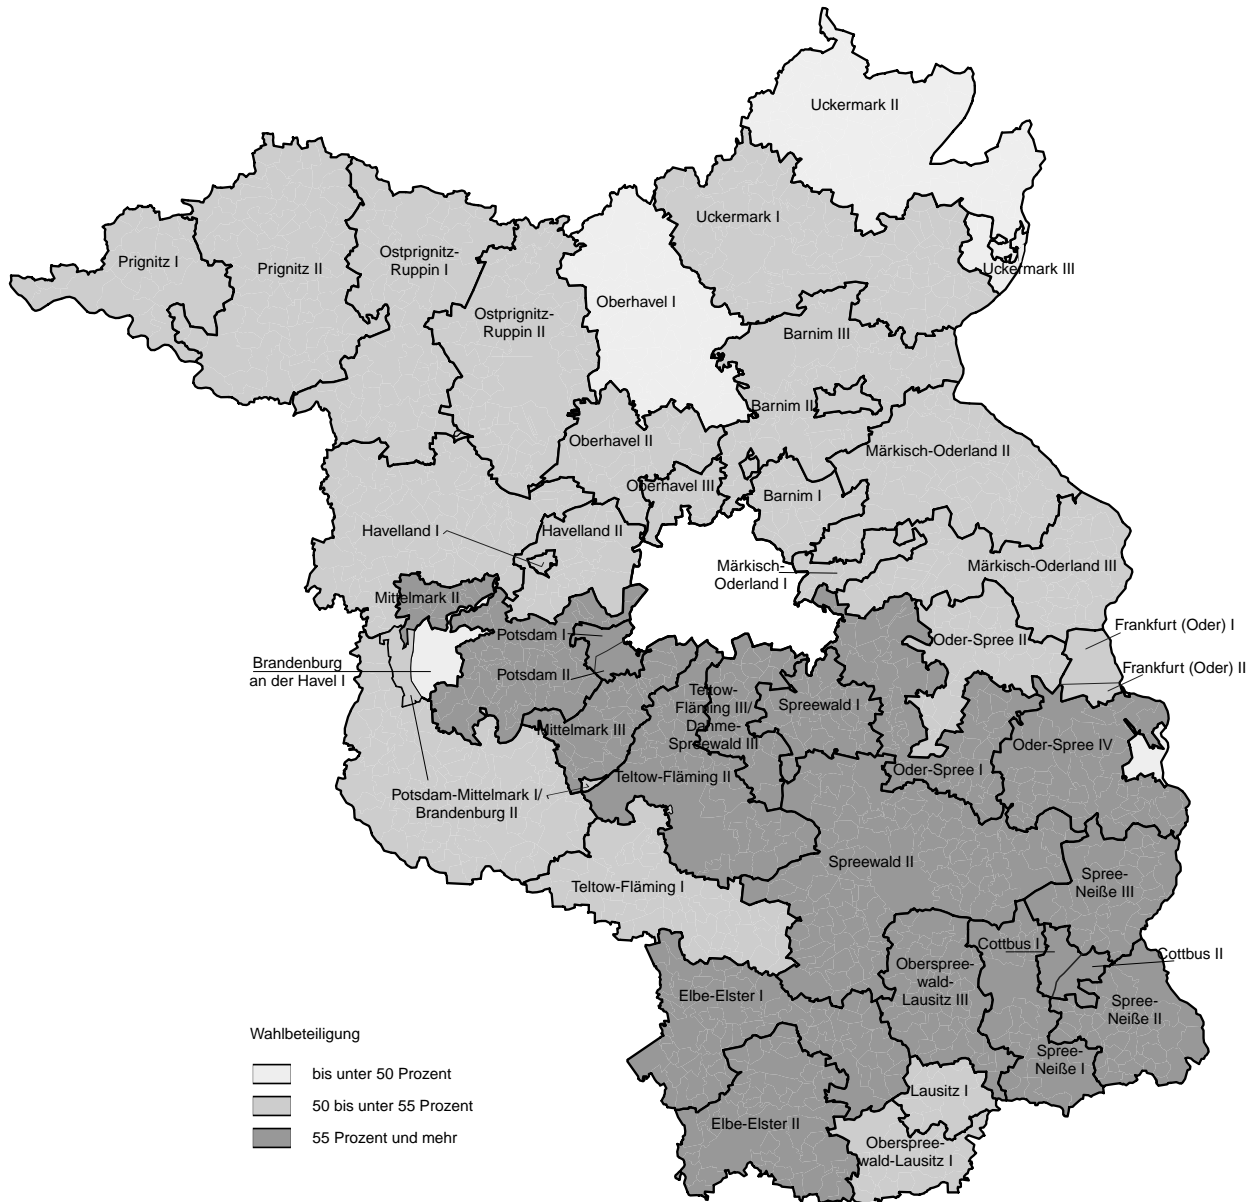 Uckermark II
Uckermark I
Prignitz I
Prignitz II
Ostprignitz-
Ruppin I
Uckermark III
Oberhavel I
Ostprignitz-
Ruppin II
Barnim III
Barnim II
Oberhavel II
Märkisch-Oderland II
Oberhavel III
Barnim I
Havelland I
Havelland II
Märkisch-
Oderland I
Märkisch-Oderland III
Mittelmark II
Frankfurt (Oder) I
Potsdam I
Oder-Spree II
Brandenburg
an der Havel I
Potsdam II
Frankfurt (Oder) II
Teltow-
Fläming III/
Dahme-
Spreewald III
Spreewald I
Mittelmark III
Oder-Spree IV
Oder-Spree I
Teltow-Fläming II
Potsdam-Mittelmark I/
Brandenburg II
Spreewald II
Spree-
Neiße III
Teltow-Fläming I
Cottbus I
Cottbus II
Oberspree-
wald-
Lausitz III
Elbe-Elster I
Spree-
Neiße II
Spree-
Neiße I
Lausitz I
Elbe-Elster II
Oberspree-
wald-Lausitz I
Wahlbeteiligung
bis unter 50 Prozent
50 bis unter 55 Prozent
55 Prozent und mehr